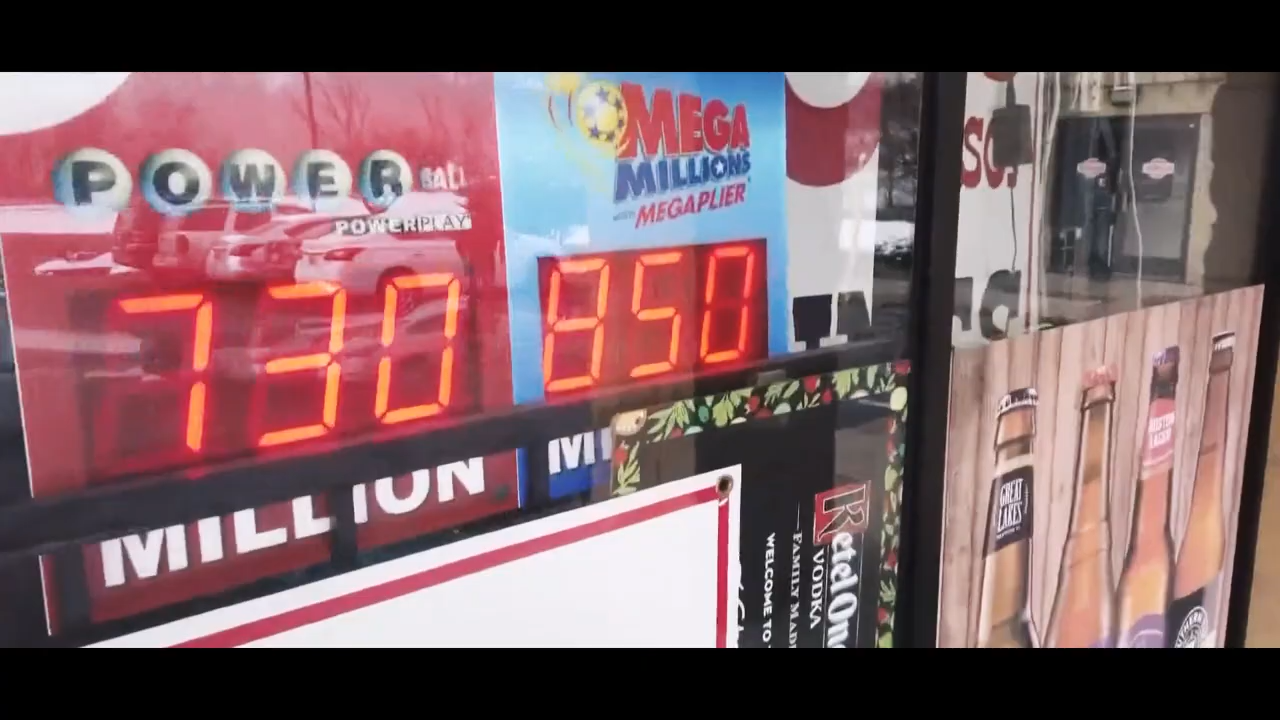 POWER BALL
POWERPLAY
730
MILLION
MEGA
MILLIONS
WITH MEGAPLIER
850
MI
Ketel One
VODKA
FAMILY MADE
WELCOME TO
GREAT
LAKES